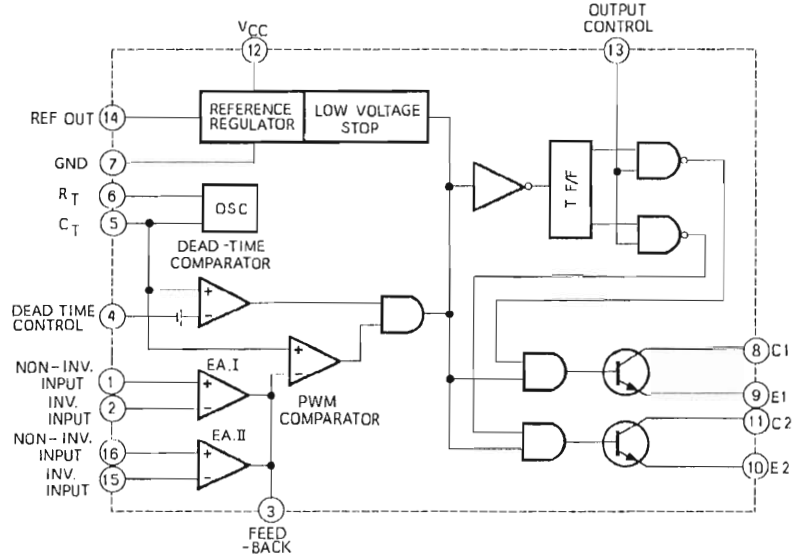 OUTPUT
CONTROL
VCC
12
13
REF OUT 14
REFERENCE
REGULATOR
LOW VOLTAGE
STOP
GND 7
RT 6
CT 5
OSC
T F/F
DEAD-TIME
COMPARATOR
DEAD TIME
CONTROL
4
+
−
NON-INV.
INPUT
1
INV.
INPUT
2
EA.I
+
−
+
−
PWM
COMPARATOR
8 C1
9 E1
11 C2
10 E2
NON-INV.
INPUT
16
INV.
INPUT
15
EA.II
+
−
3
FEED
-BACK